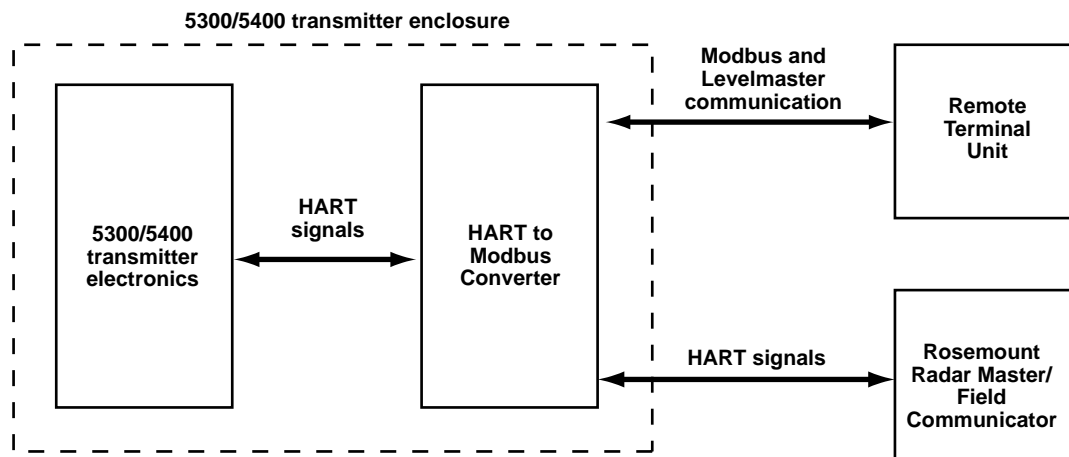 5300/5400 transmitter enclosure
Modbus and
Levelmaster
communication
Remote
Terminal
Unit
5300/5400
transmitter
electronics
HART
signals
HART to
Modbus
Converter
HART signals
Rosemount
Radar Master/
Field
Communicator